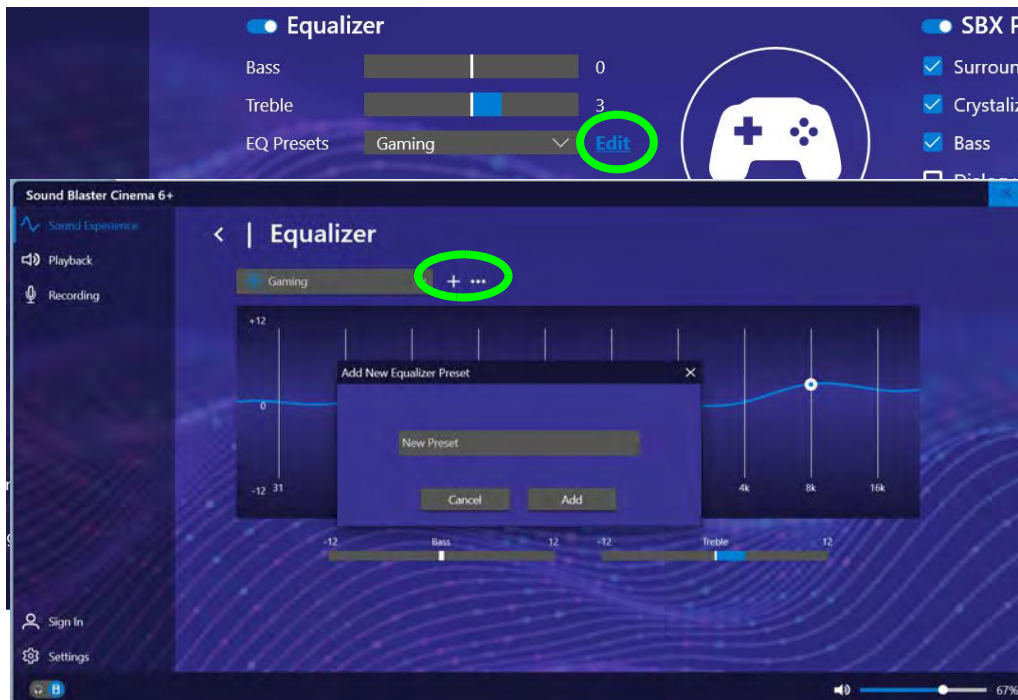 Equalizer
Bass 0
Treble 3
EQ Presets Gaming Edit
SBX
Surroun
Crystaliz
Bass
Sound Blaster Cinema 6+
Sound Experience
Playback
Recording
Sign In
Settings
Equalizer
Gaming
+12
0
-12 31 4k 8k 16k
Add New Equalizer Preset
New Preset
Cancel Add
-12 Bass 12 -12 Treble 12
67%